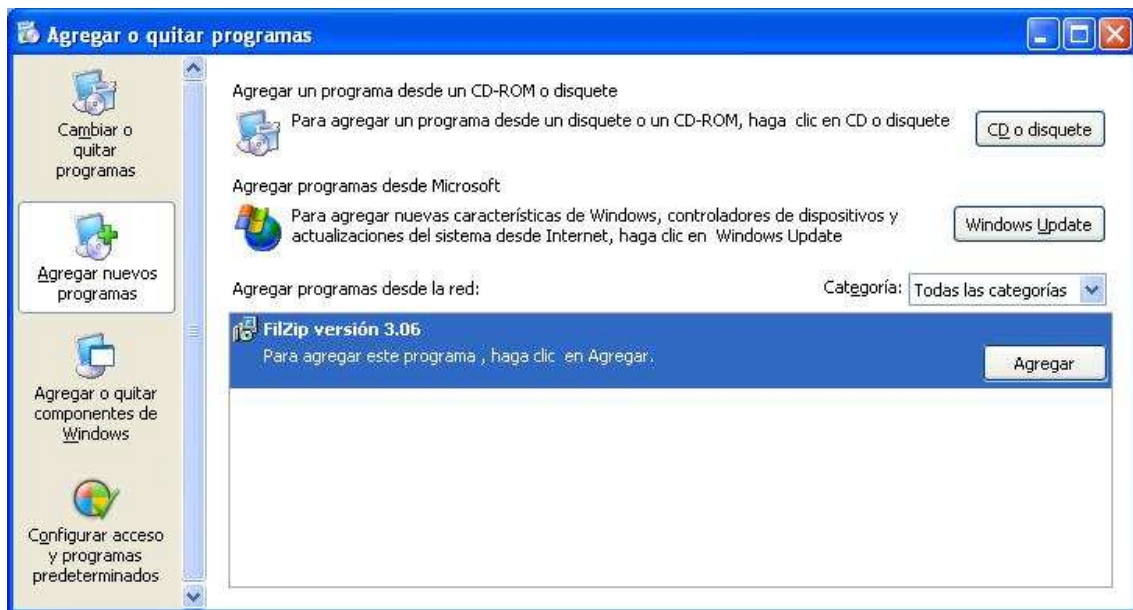 Agregar o quitar programas
Cambiar o
quitar
programas
Agregar nuevos
programas
Agregar o quitar
componentes de
Windows
Configurar acceso
y programas
predeterminados
Agregar un programa desde un CD-ROM o disquete
Para agregar un programa desde un disquete o un CD-ROM, haga clic en CD o disquete
CD o disquete
Agregar programas desde Microsoft
Para agregar nuevas características de Windows, controladores de dispositivos y
actualizaciones del sistema desde Internet, haga clic en Windows Update
Windows Update
Agregar programas desde la red:
Categoría: Todas las categorías
FilZip versión 3.06
Para agregar este programa , haga clic en Agregar.
Agregar